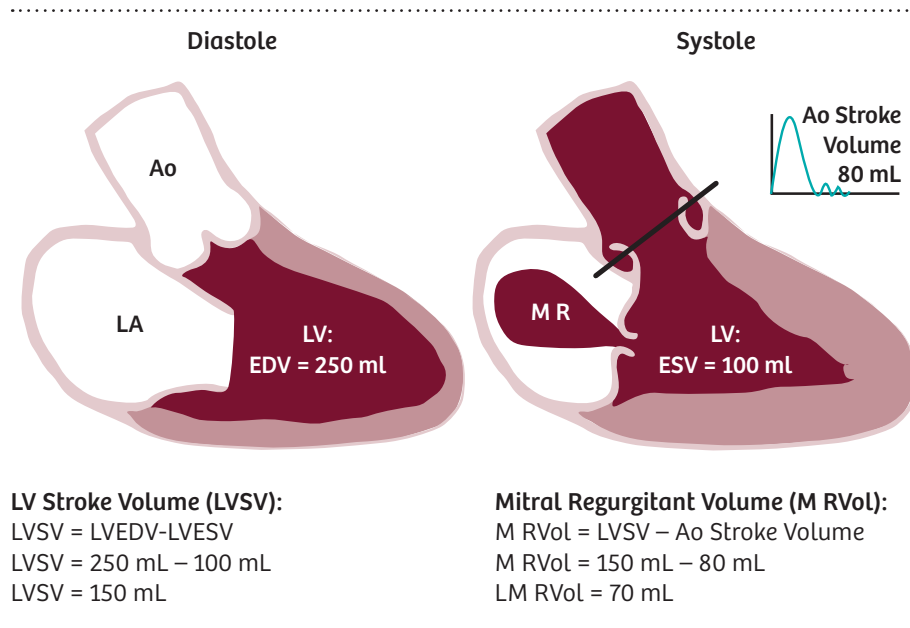 Diastole
Ao
LA
LV:
EDV = 250 ml
LV Stroke Volume (LVSV):
LVSV = LVEDV-LVESV
LVSV = 250 mL – 100 mL
LVSV = 150 mL
Systole
Ao Stroke
Volume
80 mL
M R
LV:
ESV = 100 ml
Mitral Regurgitant Volume (M RVol):
M RVol = LVSV – Ao Stroke Volume
M RVol = 150 mL – 80 mL
LM RVol = 70 mL